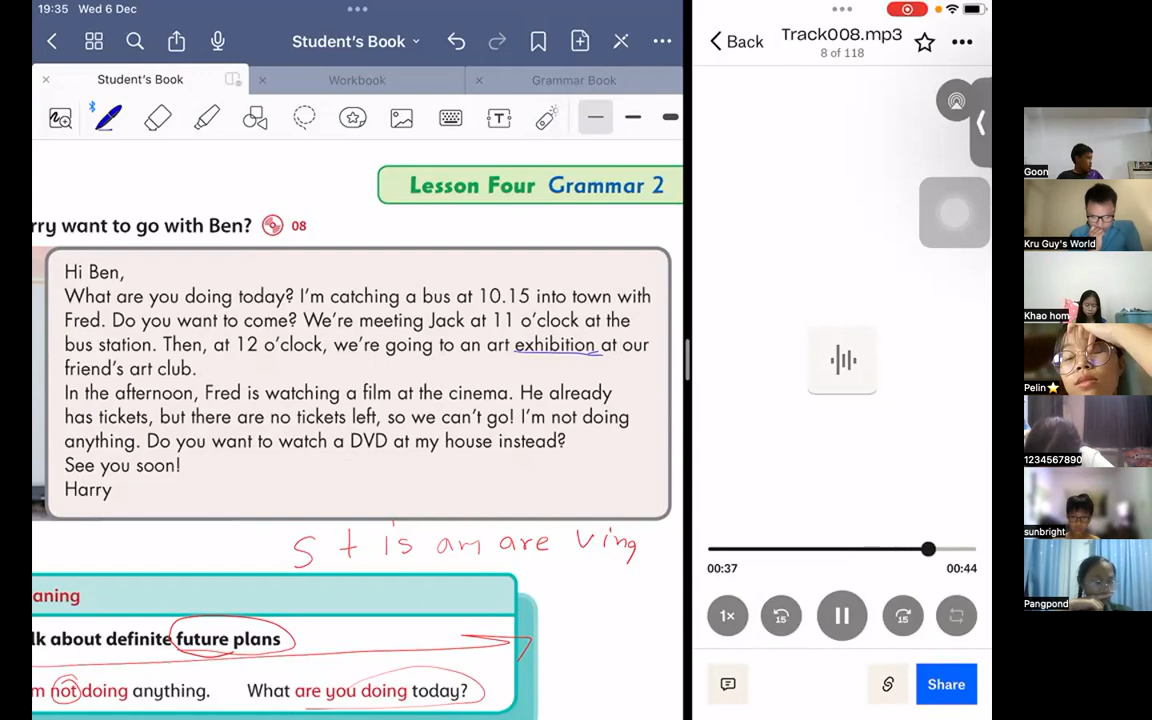 19:35 Wed 6 Dec
Student's Book
Student's Book
Workbook
Grammar Book
Lesson Four Grammar 2
rry want to go with Ben? 08
Hi Ben,
What are you doing today? I'm catching a bus at 10.15 into town with
Fred. Do you want to come? We're meeting Jack at 11 o'clock at the
bus station. Then, at 12 o'clock, we're going to an art exhibition at our
friend's art club.
In the afternoon, Fred is watching a film at the cinema. He already
has tickets, but there are no tickets left, so we can't go! I'm not doing
anything. Do you want to watch a DVD at my house instead?
See you soon!
Harry
S + is am are Ving
aning
lk about definite future plans
m not doing anything. What are you doing today?
Back
Track008.mp3
8 of 118
00:37
00:44
1×
15
15
Share
Goon
Kru Guy's World
Khao hom
Pelin⭐
1234567890
sunbright
Pangpond